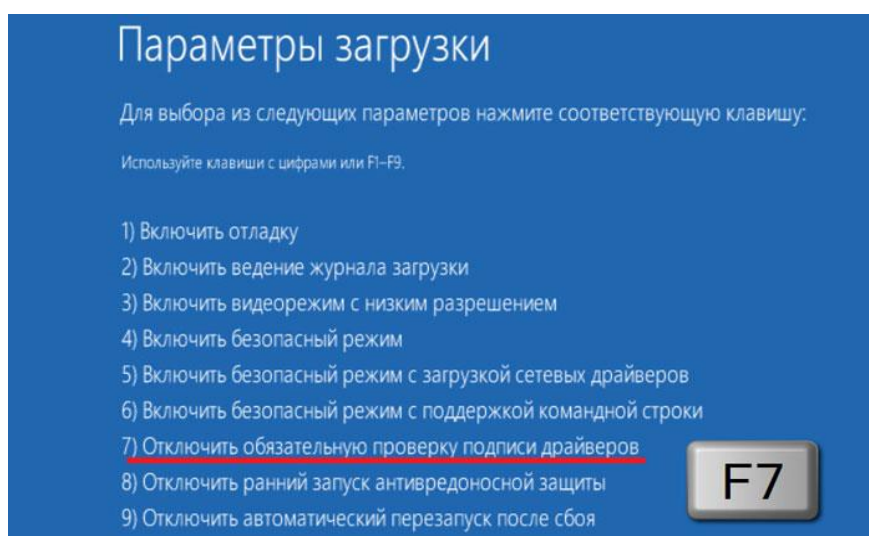 Параметры загрузки
Для выбора из следующих параметров нажмите соответствующую клавишу:
Используйте клавиши с цифрами или F1–F9.
1) Включить отладку
2) Включить ведение журнала загрузки
3) Включить видеорежим с низким разрешением
4) Включить безопасный режим
5) Включить безопасный режим с загрузкой сетевых драйверов
6) Включить безопасный режим с поддержкой командной строки
7) Отключить обязательную проверку подписи драйверов
F7
8) Отключить ранний запуск антивредоносной защиты
9) Отключить автоматический перезапуск после сбоя